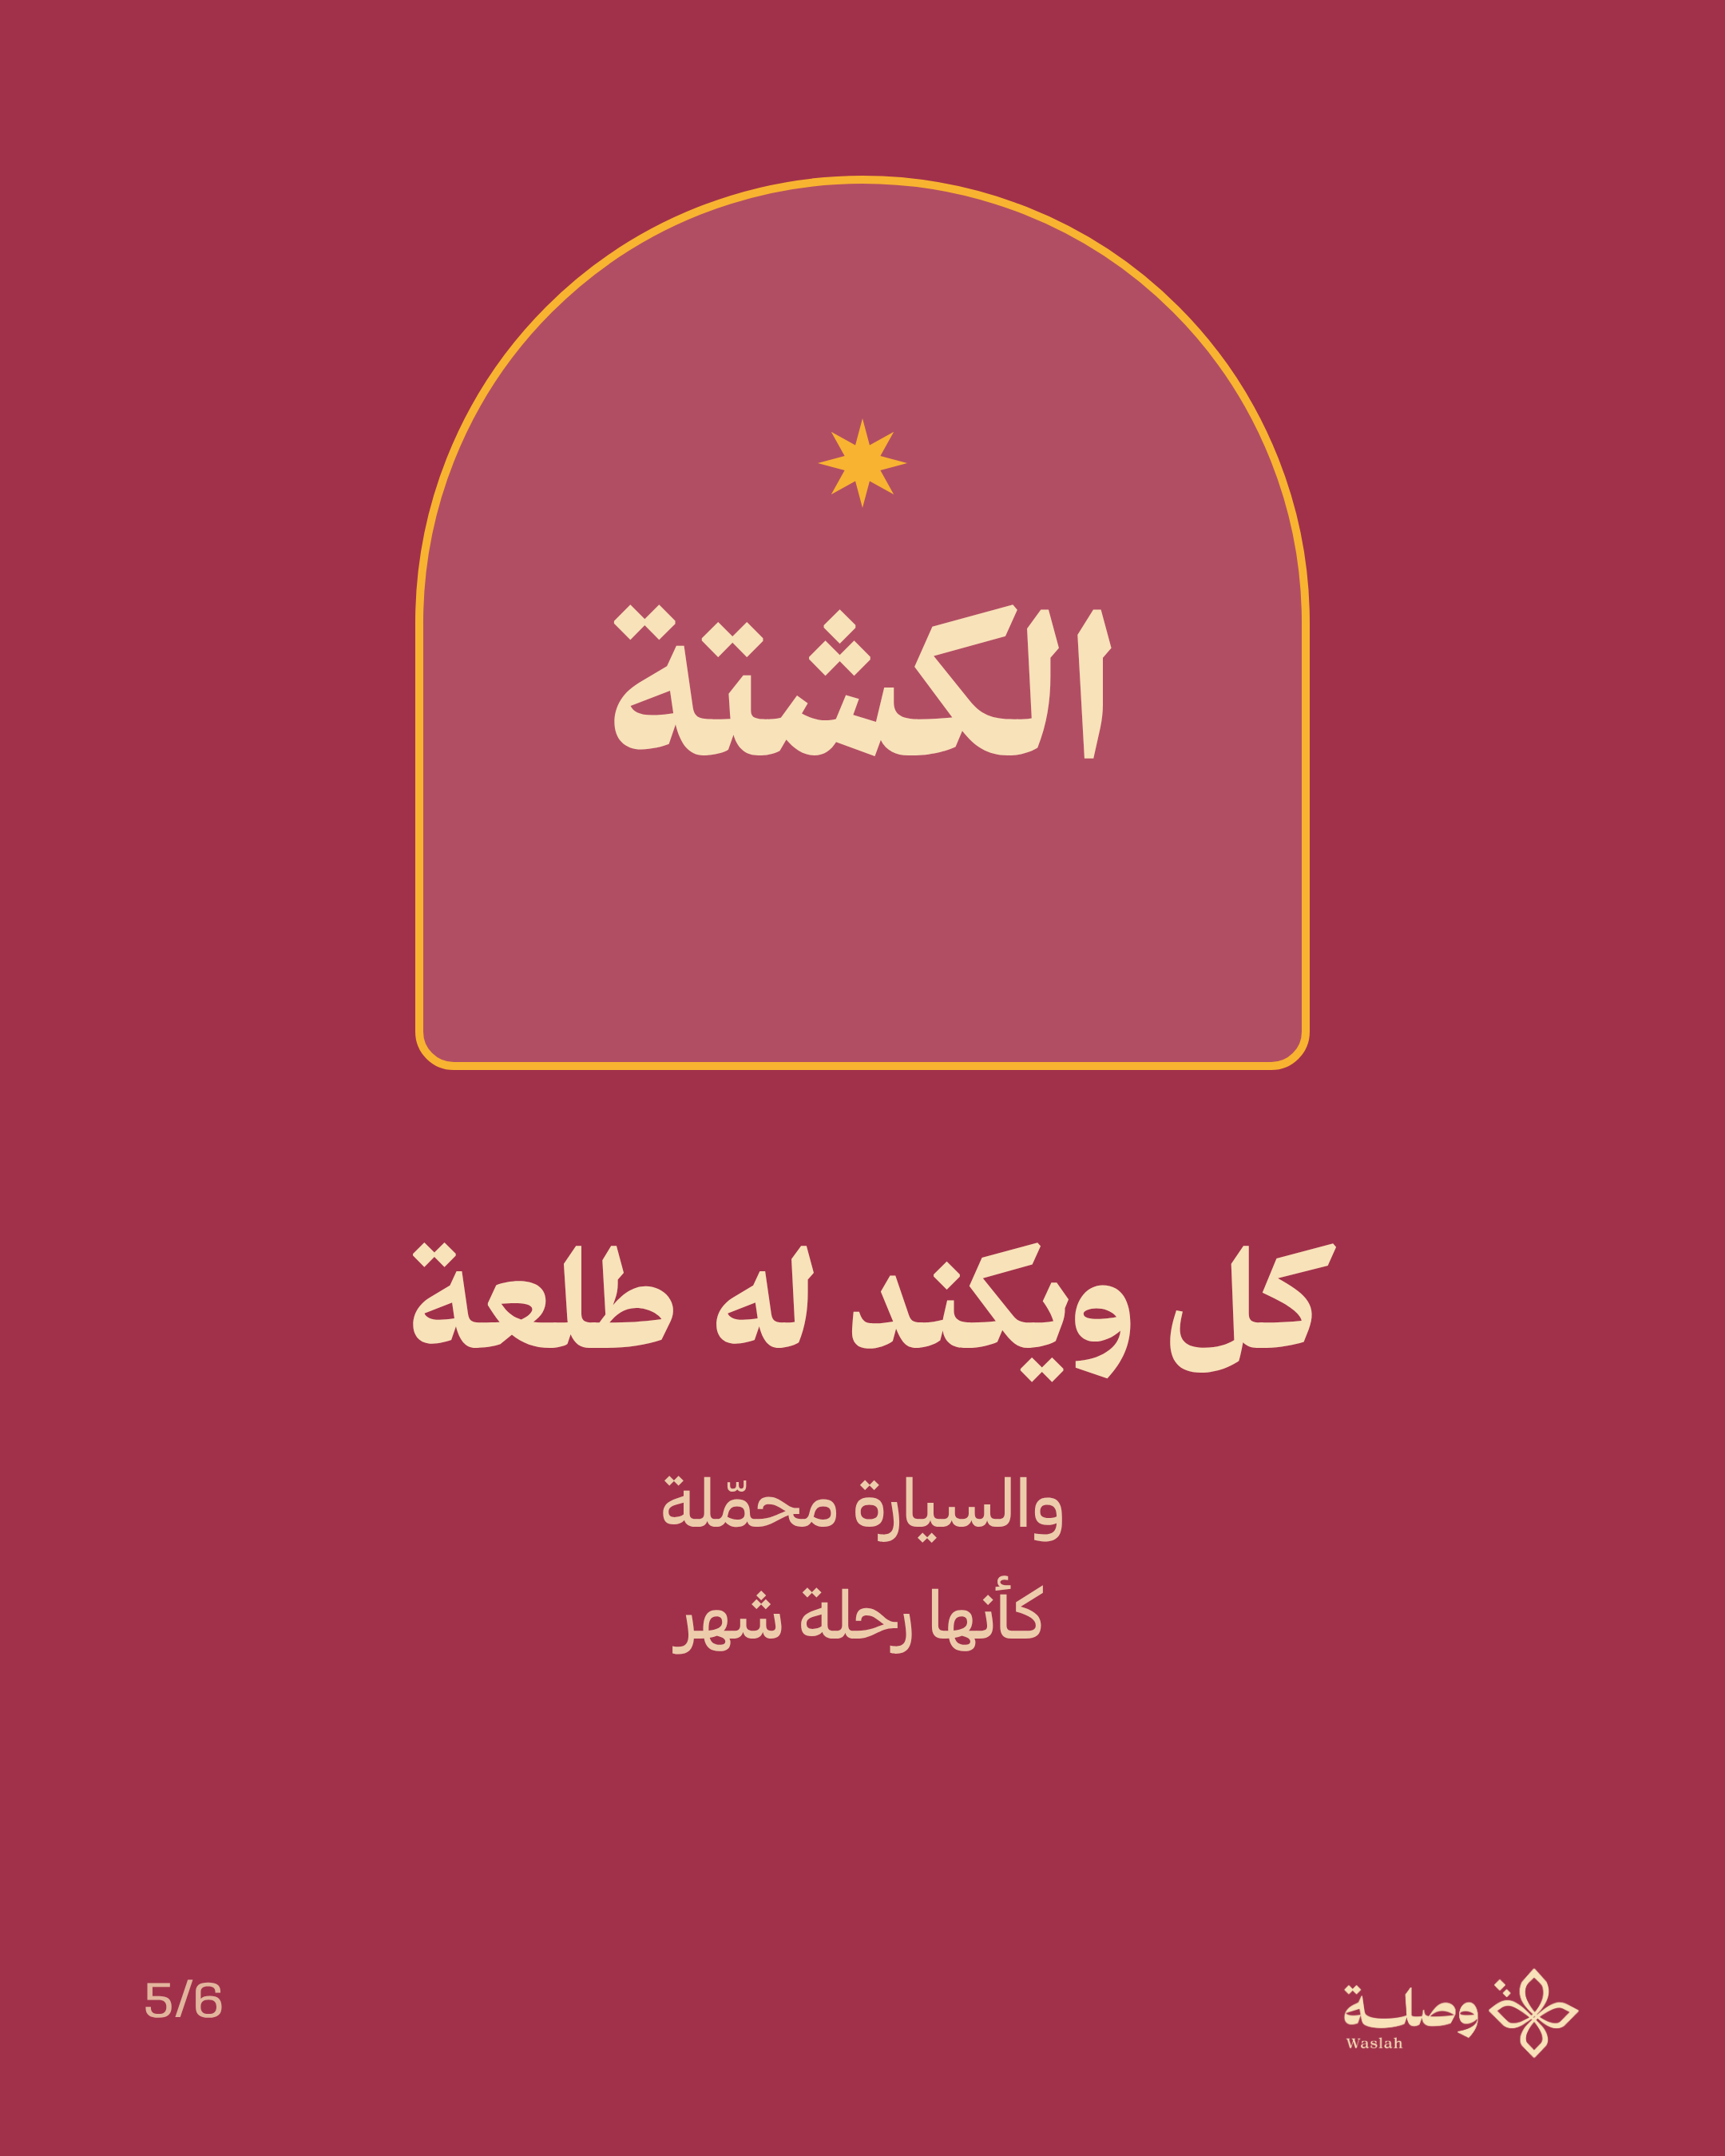 الكشتة
كل ويكند له طلعة
والسيارة محمّلة
كأنها رحلة شهر
5/6
وصلة
Waslah